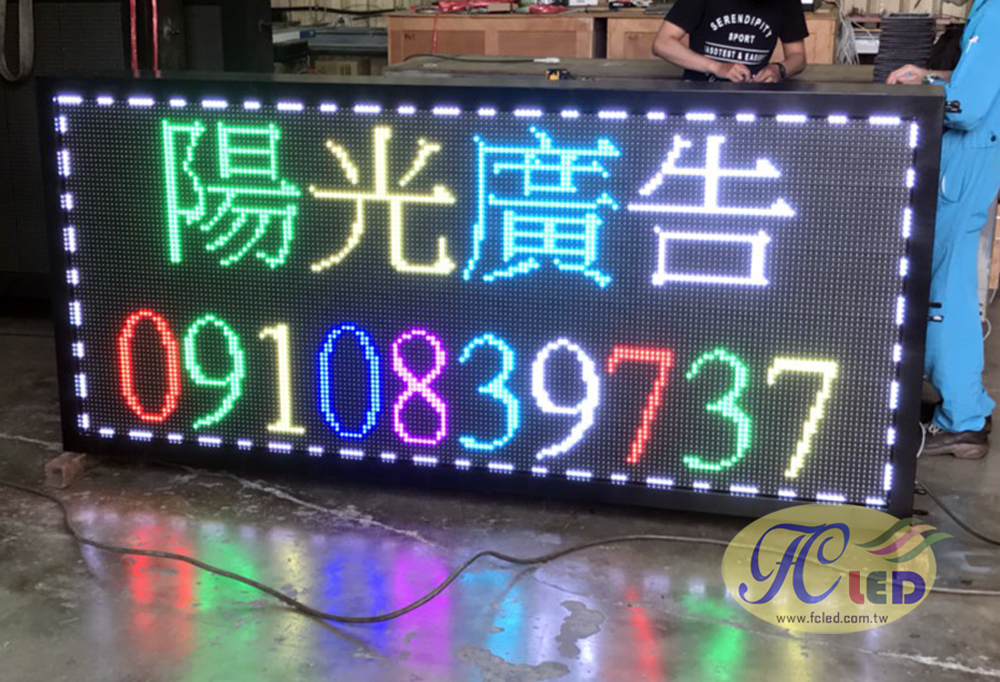 SERENDIPITY
SPORT
陽光廣告
0910839737
FC LED
www.fcled.com.tw